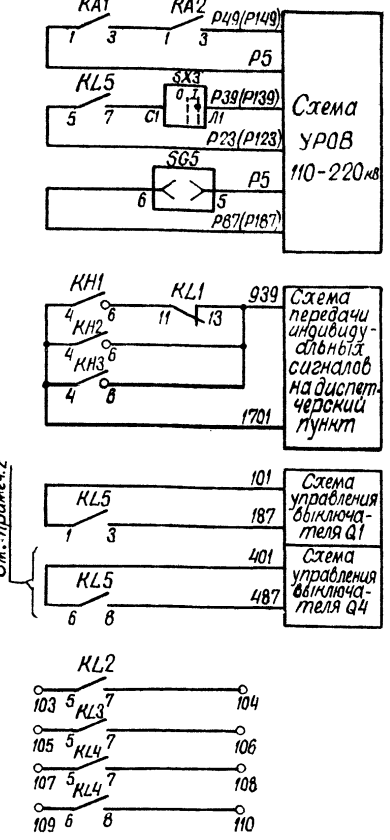 KA1 KA2
1 3 1 3 P49(P149)
P5
KL5 SX3 P39(P139)
O I
5 7 C1 Л1
P23(P123)
Схема
УРОВ
110-220кв
SG5
6 5 P5
P87(P187)
KH1 KL1 939
4 6 11 13
KH2
4 6
KH3
4 8
1701
Схема
передачи
индивиду-
альных
сигналов
на диспет-
черский
пункт
101
KL5 187
1 3
Схема
управления
выключа-
теля Q1
См. примеч. 2
401
KL5 487
6 8
Схема
управления
выключа-
теля Q4
KL2
103 5 7 104
KL3
105 5 7 106
KL4
107 5 7 108
KL4
109 6 8 110